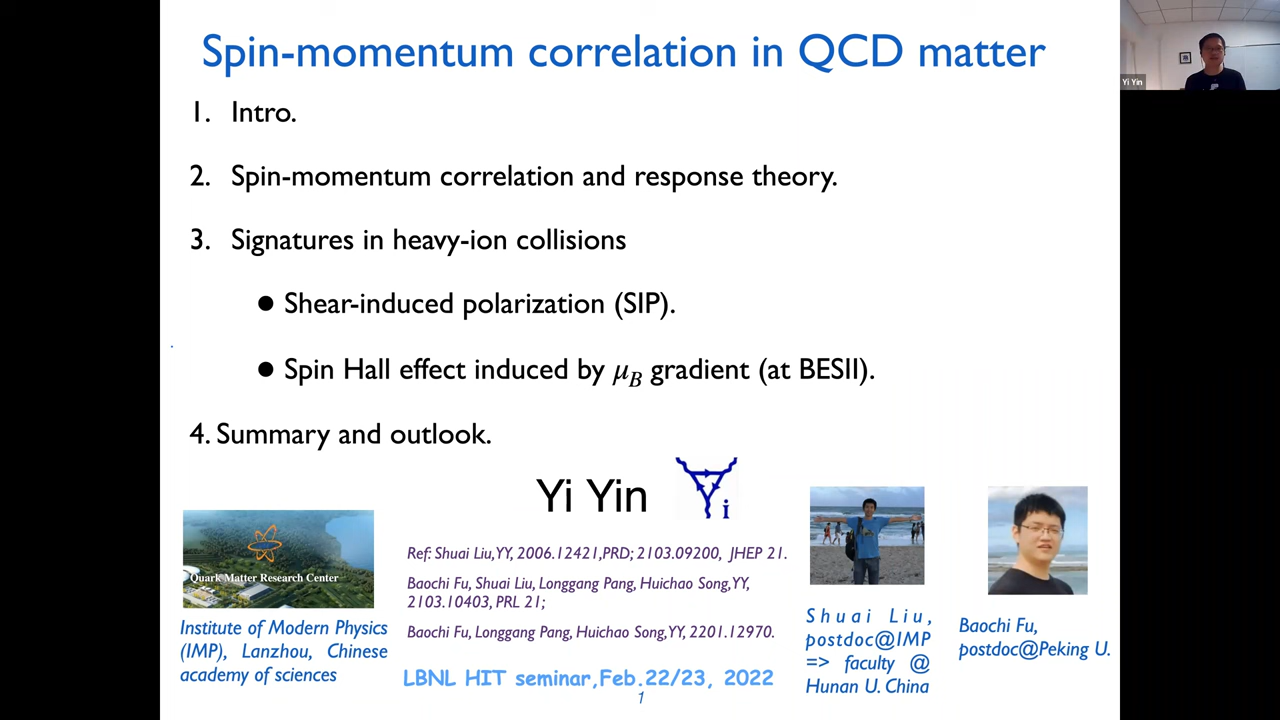 Spin-momentum correlation in QCD matter
Yi Yin
1. Intro.
2. Spin-momentum correlation and response theory.
3. Signatures in heavy-ion collisions
● Shear-induced polarization (SIP).
● Spin Hall effect induced by μB gradient (at BESII).
4. Summary and outlook.
Yi Yin
Yi
Quark Matter Research Center
Institute of Modern Physics
(IMP), Lanzhou, Chinese
academy of sciences
Ref: Shuai Liu,YY, 2006.12421,PRD; 2103.09200, JHEP 21.
Baochi Fu, Shuai Liu, Longgang Pang, Huichao Song,YY,
2103.10403, PRL 21;
Baochi Fu, Longgang Pang, Huichao Song,YY, 2201.12970.
LBNL HIT seminar,Feb.22/23, 2022
1
Shuai Liu,
postdoc@IMP
=> faculty @
Hunan U. China
Baochi Fu,
postdoc@Peking U.